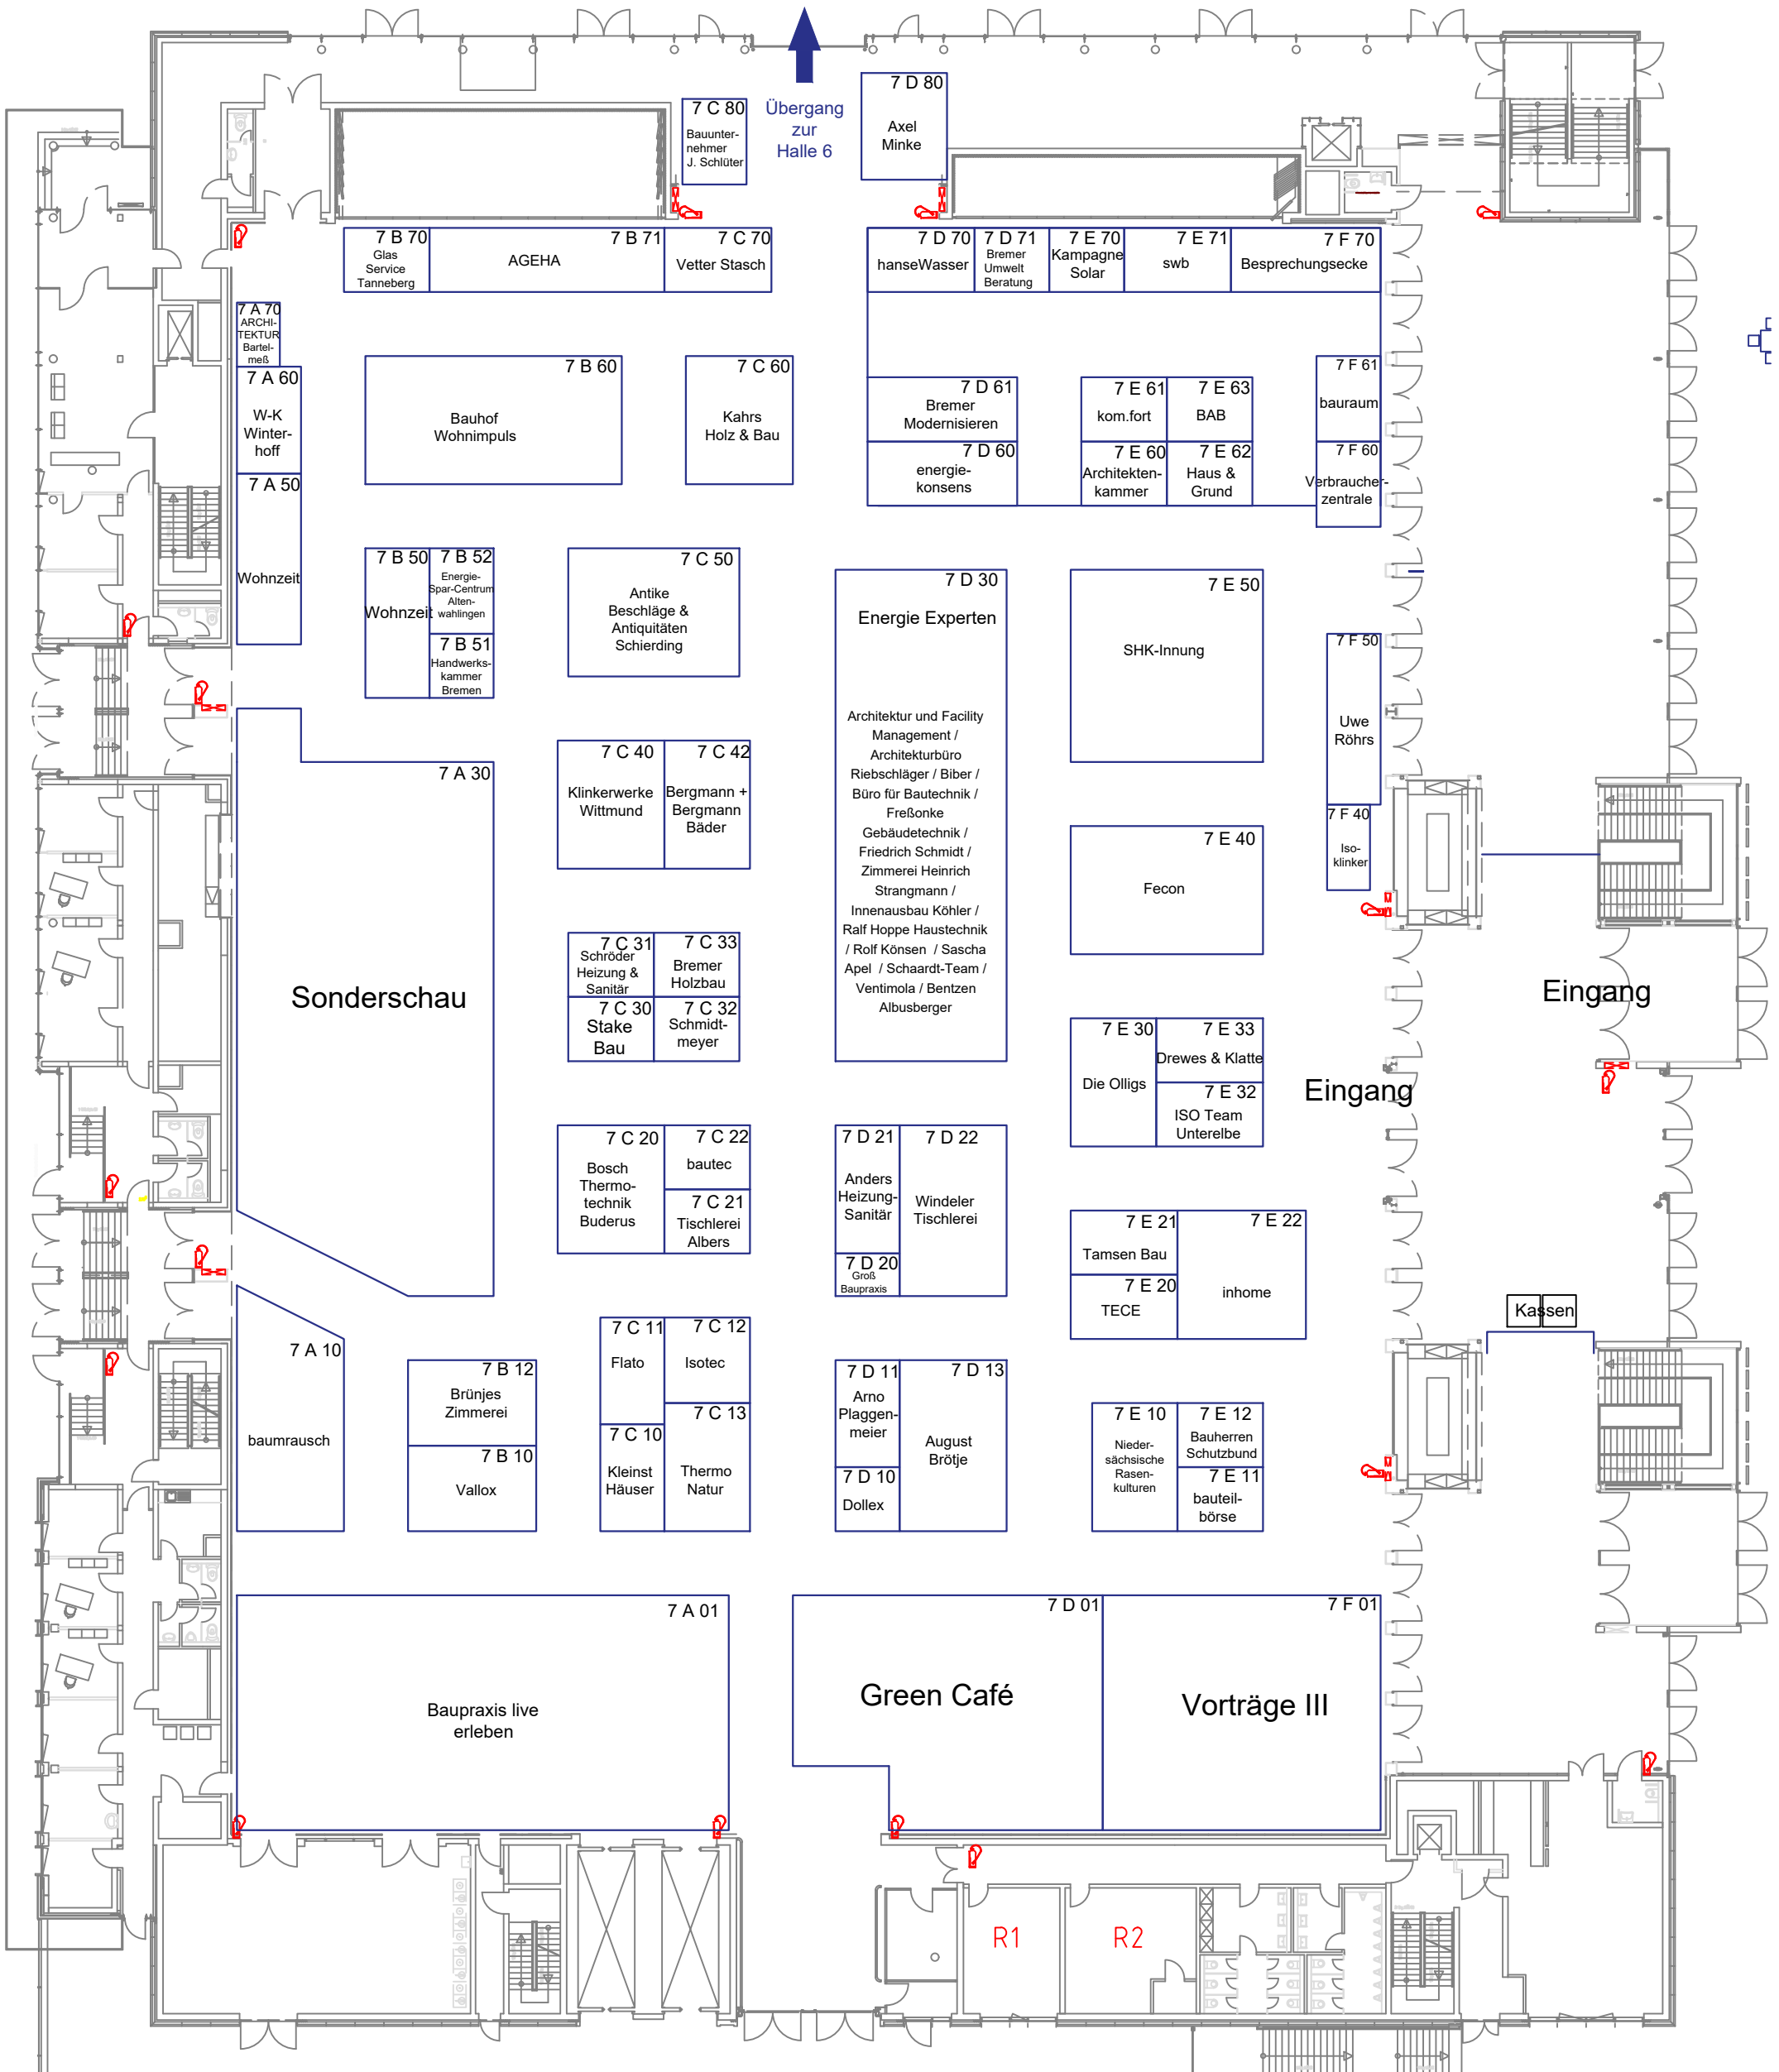 7 D 80
Axel
Minke
7 C 80
Bauunter-
nehmer
J. Schlüter
Übergang
zur
Halle 6
7 B 70
Glas
Service
Tanneberg
7 B 71
AGEHA
7 C 70
Vetter Stasch
7 D 70
hanseWasser
7 D 71
Bremer
Umwelt
Beratung
7 E 70
Kampagne
Solar
7 E 71
swb
7 F 70
Besprechungsecke
7 A 70
ARCHI-
TEKTUR
Bartel-
meß
7 A 60
W-K
Winter-
hoff
7 B 60
Bauhof
Wohnimpuls
7 C 60
Kahrs
Holz & Bau
7 D 61
Bremer
Modernisieren
7 D 60
energie-
konsens
7 E 61
kom.fort
7 E 63
BAB
7 E 60
Architekten-
kammer
7 E 62
Haus &
Grund
7 F 61
bauraum
7 F 60
Verbraucher-
zentrale
7 A 50
Wohnzeit
7 B 50
Wohnzeit
7 B 52
Energie-
Spar-Centrum
Alten-
wahlingen
7 B 51
Handwerks-
kammer
Bremen
7 C 50
Antike
Beschläge &
Antiquitäten
Schierding
7 D 30
Energie Experten
Architektur und Facility
Management /
Architekturbüro
Riebschläger / Biber /
Büro für Bautechnik /
Freßonke
Gebäudetechnik /
Friedrich Schmidt /
Zimmerei Heinrich
Strangmann /
Innenausbau Köhler /
Ralf Hoppe Haustechnik
/ Rolf Könsen / Sascha
Apel / Schaardt-Team /
Ventimola / Bentzen
Albusberger
7 E 50
SHK-Innung
7 F 50
Uwe
Röhrs
7 F 40
Iso-
klinker
7 A 30
Sonderschau
7 C 40
Klinkerwerke
Wittmund
7 C 42
Bergmann +
Bergmann
Bäder
7 E 40
Fecon
7 C 31
Schröder
Heizung &
Sanitär
7 C 33
Bremer
Holzbau
7 C 30
Stake
Bau
7 C 32
Schmidt-
meyer
Eingang
7 E 30
Die Olligs
7 E 33
Drewes & Klatte
7 E 32
ISO Team
Unterelbe
Eingang
7 C 20
Bosch
Thermo-
technik
Buderus
7 C 22
bautec
7 C 21
Tischlerei
Albers
7 D 21
Anders
Heizung-
Sanitär
7 D 22
Windeler
Tischlerei
7 D 20
Groß
Baupraxis
7 E 21
Tamsen Bau
7 E 20
TECE
7 E 22
inhome
Kassen
7 A 10
baumrausch
7 B 12
Brünjes
Zimmerei
7 B 10
Vallox
7 C 11
Flato
7 C 12
Isotec
7 C 10
Kleinst
Häuser
7 C 13
Thermo
Natur
7 D 11
Arno
Plaggen-
meier
7 D 10
Dollex
7 D 13
August
Brötje
7 E 10
Nieder-
sächsische
Rasen-
kulturen
7 E 12
Bauherren
Schutzbund
7 E 11
bauteil-
börse
7 A 01
Baupraxis live
erleben
7 D 01
Green Café
7 F 01
Vorträge III
R1
R2